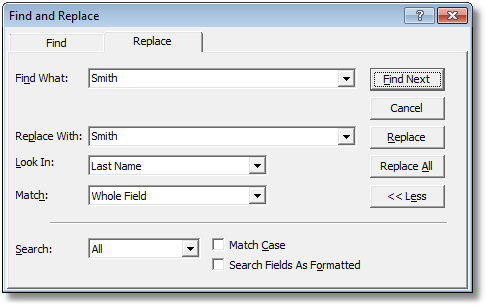 Find and Replace
Find Replace
Find What: Smith Find Next
Cancel
Replace With: Smith Replace
Look In: Last Name Replace All
Match: Whole Field << Less
Search: All Match Case
Search Fields As Formatted